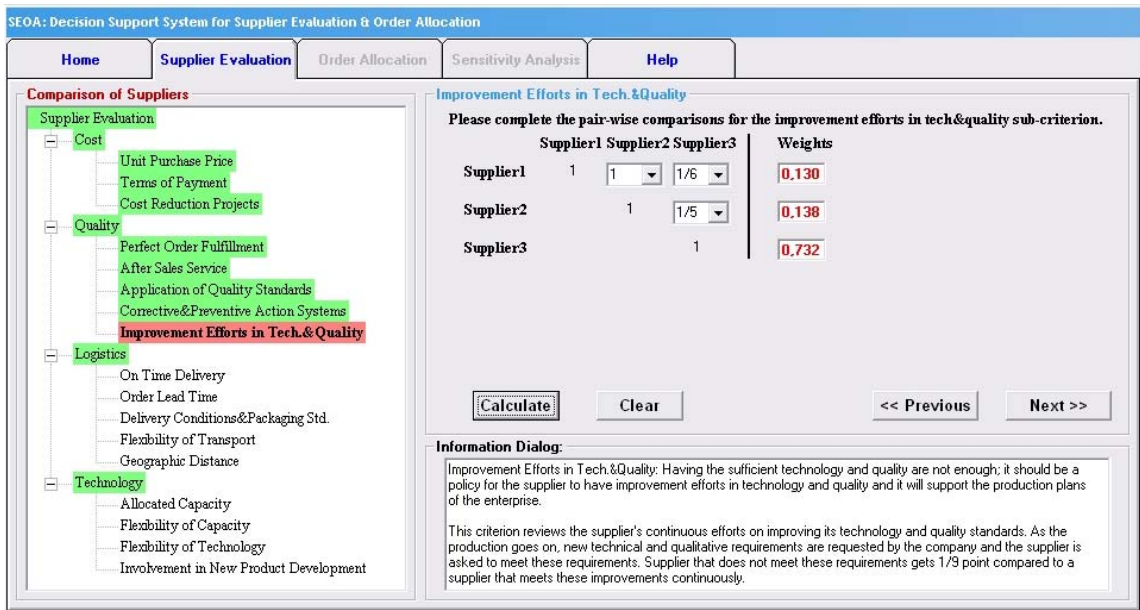 SEOA: Decision Support System for Supplier Evaluation & Order Allocation
Home Supplier Evaluation Order Allocation Sensitivity Analysis Help
Comparison of Suppliers
Supplier Evaluation
Cost
Unit Purchase Price
Terms of Payment
Cost Reduction Projects
Quality
Perfect Order Fulfillment
After Sales Service
Application of Quality Standards
Corrective&Preventive Action Systems
Improvement Efforts in Tech.&Quality
Logistics
On Time Delivery
Order Lead Time
Delivery Conditions&Packaging Std.
Flexibility of Transport
Geographic Distance
Technology
Allocated Capacity
Flexibility of Capacity
Flexibility of Technology
Involvement in New Product Development
Improvement Efforts in Tech.&Quality
Please complete the pair-wise comparisons for the improvement efforts in tech&quality sub-criterion.
Supplier1 Supplier2 Supplier3 Weights
Supplier1 1 1 1/6 0,130
Supplier2 1 1/5 0,138
Supplier3 1 0,732
Calculate Clear << Previous Next >>
Information Dialog:
Improvement Efforts in Tech.&Quality: Having the sufficient technology and quality are not enough; it should be a
policy for the supplier to have improvement efforts in technology and quality and it will support the production plans
of the enterprise.
This criterion reviews the supplier's continuous efforts on improving its technology and quality standards. As the
production goes on, new technical and qualitative requirements are requested by the company and the supplier is
asked to meet these requirements. Supplier that does not meet these requirements gets 1/9 point compared to a
supplier that meets these improvements continuously.